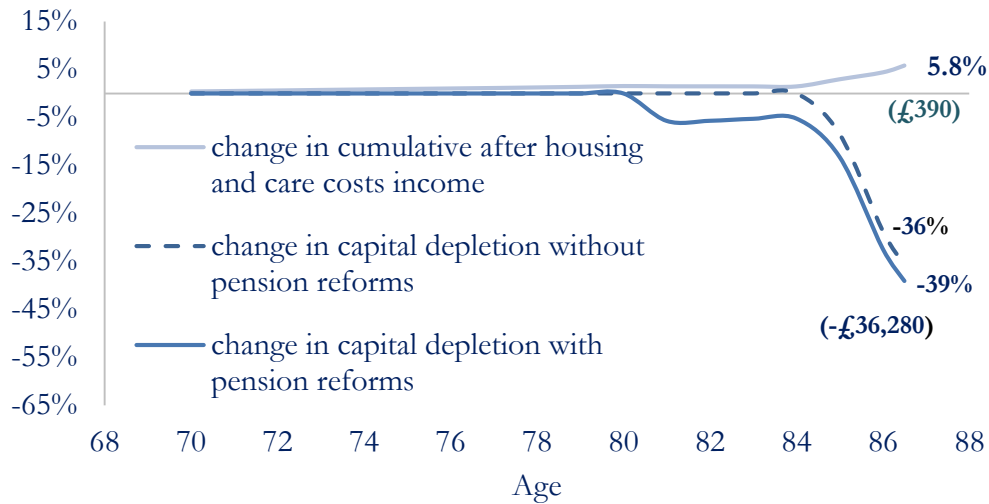 15%
5%
-5%
-15%
-25%
-35%
-45%
-55%
-65%
5.8%
(£390)
change in cumulative after housing
and care costs income
change in capital depletion without
pension reforms
change in capital depletion with
pension reforms
-36%
-39%
(-£36,280)
68 70 72 74 76 78 80 82 84 86 88
Age